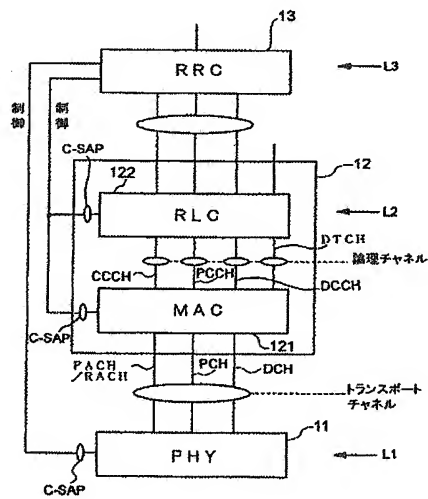 13
RRC
L3
制御
制御
C-SAP
122
12
RLC
L2
DTCH
論理チャネル
CCCH
PCCH
DCCH
MAC
C-SAP
121
PACH
/RACH
PCH
DCH
トランスポート
チャネル
11
PHY
L1
C-SAP